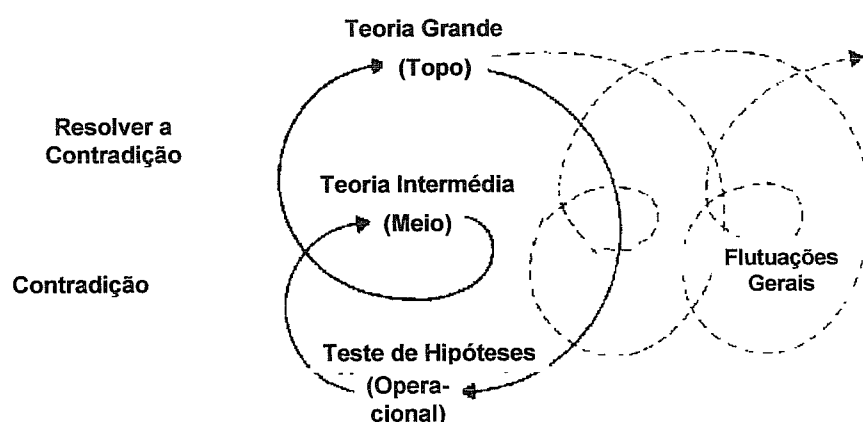 Teoria Grande
(Topo)
Resolver a
Contradição
Teoria Intermédia
(Meio)
Contradição
Flutuações
Gerais
Teste de Hipóteses
(Opera-
cional)